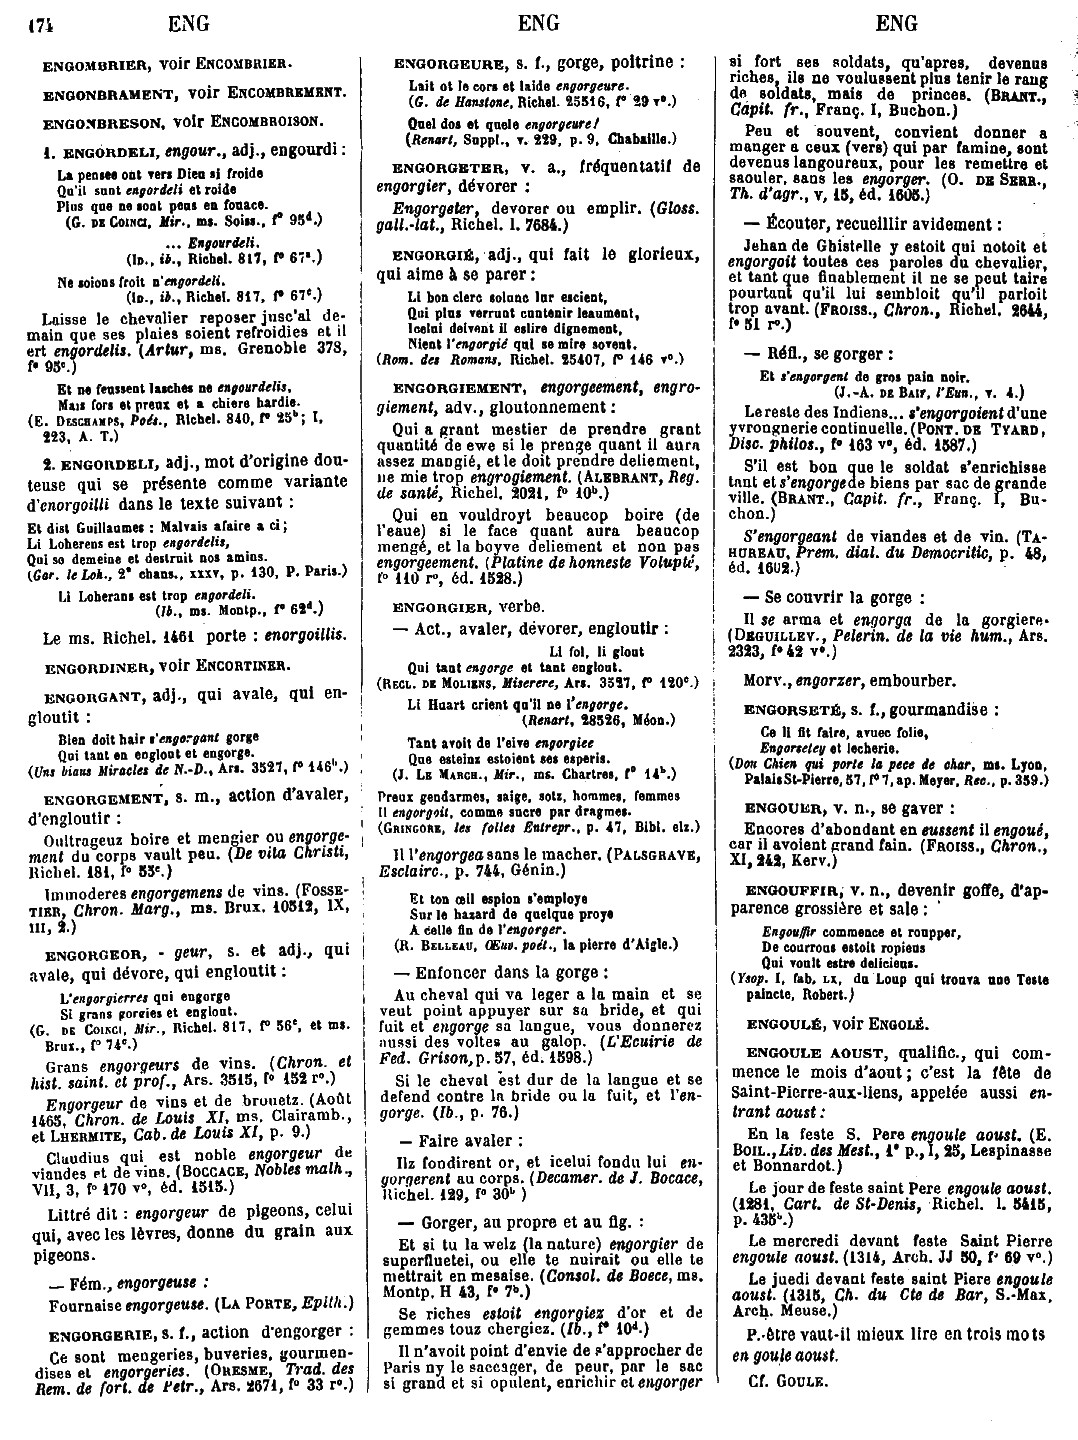 174 ENG ENG ENG
ENGOMBRIER, voir ENCOMBRIER.
ENGONBRAMENT, voir ENCOMBREMENT.
ENGONBRESON, voir ENCOMBROISON.
1. ENGORDELI, engour., adj., engourdi :
La pensee ont vers Dieu si froide
Qu'il sunt engordeli et roide
Plus que ne sont peus en fouace.
(G. DE COINCI, Mir., ms. Soiss., f° 95d.)
... Engourdeli.
(ID., ib., Richel. 817, f° 67a.)
Ne soions froit n'engordeli.
(ID., ib., Richel. 817, f° 67c.)
Laisse le chevalier reposer jusc'al de-
main que ses plaies soient refroidies et il
ert engordelis. (Artur, ms. Grenoble 378,
f° 95c.)
Et ne feussent lasches ne engourdelis,
Mais fors et preux et a chiere hardie.
(E. DESCHAMPS, Poés., Richel. 840, f° 25b; I,
223, A. T.)
2. ENGORDELI, adj., mot d'origine dou-
teuse qui se présente comme variante
d'enorgoilli dans le texte suivant :
Et dist Guillaumes : Malvais afaire a ci;
Li Loherens est trop engordelis,
Qui so demeine et destruit nos amins.
(Gar. le Loh., 2e chans., XXXV, p. 130, P. Paris.)
Li Loherans est trop engordeli.
(Ib., ms. Montp., f° 62d.)
Le ms. Richel. 1461 porte : enorgoillis.
ENGORDINER, voir ENCORTINER.
ENGORGANT, adj., qui avale, qui en-
gloutit :
Bien doit hair s'engorgant gorge
Qui tant en engloot et engorge.
(Uns biaus Miracles de N.-D., Ars. 3527, f° 146b.)
ENGORGEMENT, s. m., action d'avaler,
d'engloutir :
Oultrageuz boire et mengier ou engorge-
ment du corps vault peu. (De vita Christi,
Richel. 181, f° 53c.)
Immoderes engorgemens de vins. (FOSSE-
TIER, Chron. Marg., ms. Brux. 10512, IX,
III, 2.)
ENGORGEOR, - geur, s. et adj., qui
avale, qui dévore, qui engloutit :
L'engorgierres qui engorge
Si grans porcies et englout.
(G. DE COINCI, Mir., Richel. 817, f° 56c, et ms.
Brux., f° 74c.)
Grans engorgeurs de vins. (Chron. et
hist. saint. et prof., Ars. 3515, f° 152 r°.)
Engorgeur de vins et de brouetz. (Août
1465, Chron. de Louis XI, ms. Clairamb.,
et LHERMITE, Cab. de Louis XI, p. 9.)
Claudius qui est noble engorgeur de
viandes et de vins. (BOCCACE, Nobles malh.,
VII, 3, f° 170 v°, éd. 1515.)
Littré dit : engorgeur de pigeons, celui
qui, avec les lèvres, donne du grain aux
pigeons.
— Fém., engorgeuse :
Fournaise engorgeuse. (LA PORTE, Epith.)
ENGORGERIE, s. f., action d'engorger :
Ce sont mengeries, buveries, gourmen-
dises et engorgeries. (ORESME, Trad. des
Rem. de fort. de Petr., Ars. 2671, f° 33 r°.)
ENGORGEURE, s. f., gorge, poitrine :
Lait ot le cors et laide engorgeure.
(G. de Hanstone, Richel. 25516, f° 29 v°.)
Quel dos et quele engorgeure!
(Renart, Suppl., v. 229, p. 9, Chabaille.)
ENGORGETER, v. a., fréquentatif de
engorgier, dévorer :
Engorgeter, devorer ou emplir. (Gloss.
gall.-lat., Richel. l. 7684.)
ENGORGIÉ, adj., qui fait le glorieux,
qui aime à se parer :
Li bon clerc solunc lur escient,
Qui plus verrunt cuntenir leaument,
Icelui deivent il eslire dignement,
Nient l'engorgié qui se mire sovent.
(Rom. des Romans, Richel. 25407, f° 146 v°.)
ENGORGIEMENT, engorgeement, engro-
giement, adv., gloutonnement :
Qui a grant mestier de prendre grant
quantité de ewe si le prenge quant il aura
assez mangié, et le doit prendre deliement,
ne mie trop engrogiement. (ALEBRANT, Reg.
de santé, Richel. 2021, f° 10b.)
Qui en vouldroyt beaucop boire (de
l'eaue) si le face quant aura beaucop
mengé, et la boyve deliement et non pas
engorgeement. (Platine de honneste Volupté,
f° 110 r°, éd. 1528.)
ENGORGIER, verbe.
— Act., avaler, dévorer, engloutir :
Li fol, li glout
Qui tant engorge et tant englout.
(RECL. DE MOLIENS, Miserere, Ars. 3527, f° 120c.)
Li Huart crient qu'il ne l'engorge.
(Renart, 28526, Méon.)
Tant avoit de l'eive engorgiee
Que esteins estoient ses esperis.
(J. LE MARCH., Mir., ms. Chartres, f° 14b.)
Preux gendarmes, saige, sotz, hommes, femmes
Il engorgoit, comme sucre par dragmes.
(GRINGORE, les folles Entrepr., p. 47, Bibl. elz.)
Il l'engorgea sans le macher. (PALSGRAVE,
Esclairc., p. 744, Génin.)
Et ton œil espion s'employe
Sur le hazard de quelque proye
A celle fin de l'engorger.
(R. BELLEAU, Œuv. poét., la pierre d'Aigle.)
— Enfoncer dans la gorge :
Au cheval qui va leger a la main et se
veut point appuyer sur sa bride, et qui
fuit et engorge sa langue, vous donnerez
aussi des voltes au galop. (L'Ecuirie de
Fed. Grison, p. 57, éd. 1598.)
Si le cheval est dur de la langue et se
defend contre la bride ou la fuit, et l'en-
gorge. (Ib., p. 76.)
— Faire avaler :
Ilz fondirent or, et icelui fondu lui en-
gorgerent au corps. (Decamer. de J. Bocace,
Richel. 129, f° 30b )
— Gorger, au propre et au fig. :
Et si tu la welz (la nature) engorgier de
superfluetei, ou elle te nuirait ou elle te
mettrait en mesaise. (Consol. de Boece, ms.
Montp. H 43, f° 7b.)
Se riches estoit engorgiez d'or et de
gemmes touz chergiez. (Ib., f° 10d.)
Il n'avoit point d'envie de s'approcher de
Paris ny le saccager, de peur, par le sac
si grand et si opulent, enrichir et engorger
si fort ses soldats, qu'apres, devenus
riches, ils ne voulussent plus tenir le rang
de soldats, mais de princes. (BRANT.,
Capit. fr., Franç. I, Buchon.)
Peu et souvent, convient donner a
manger a ceux (vers) qui par famine, sont
devenus langoureux, pour les remettre et
saouler, sans les engorger. (O. DE SERR.,
Th. d'agr., v, 15, éd. 1605.)
— Écouter, recueillir avidement :
Jehan de Ghistelle y estoit qui notoit et
engorgoit toutes ces paroles du chevalier,
et tant que finablement il ne se peut taire
pourtant qu'il lui sembloit qu'il parloit
trop avant. (FROISS., Chron., Richel. 2644,
f° 51 r°.)
— Réfl., se gorger :
Et s'engorgent de gros pain noir.
(J.-A. DE BAIF, l'Eun., v. 4.)
Le reste des Indiens... s'engorgoient d'une
yvrongnerie continuelle. (PONT. DE TYARD,
Disc. philos., f° 163 v°, éd. 1587.)
S'il est bon que le soldat s'enrichisse
tant et s'engorge de biens par sac de grande
ville. (BRANT., Capit. fr., Franç. I, Bu-
chon.)
S'engorgeant de viandes et de vin. (TA-
HUREAU, Prem. dial. du Democritic, p. 48,
éd. 1602.)
— Se couvrir la gorge :
Il se arma et engorga de la gorgiere.
(DEGUILLEV., Pelerin. de la vie hum., Ars.
2323, f° 42 v°.)
Morv., engorzer, embourber.
ENGORSETÉ, s. f., gourmandise :
Ce li fit faire, avuec folie,
Engorsetey et lecherie.
(Don Chien qui porte la pece de char, ms. Lyon,
Palais St-Pierre, 57, f° 7, ap. Meyer, Rec., p. 359.)
ENGOUER, v. n., se gaver :
Encores d'abondant en eussent il engoué,
car il avoient grand fain. (FROISS., Chron.,
XI, 242, Kerv.)
ENGOUFFIR, v. n., devenir goffe, d'ap-
parence grossière et sale :
Engouffir commence et roupper,
De courrous estoit ropieus
Qui voult estre delicieus.
(Ysop. I, fab. LX, du Loup qui trouva une Teste
paincte, Robert.)
ENGOULÉ, voir ENGOLÉ.
ENGOULE AOUST, qualific., qui com-
mence le mois d'aout; c'est la fête de
Saint-Pierre-aux-liens, appelée aussi en-
trant aoust :
En la feste S. Pere engoule aoust. (E.
BOIL., Liv. des Mest., 1e p., I, 25, Lespinasse
et Bonnardot.)
Le jour de feste saint Pere engoule aoust.
(1281, Cart. de St-Denis, Richel. l. 5415,
p. 435b.)
Le mercredi devant feste Saint Pierre
engoule aoust. (1314, Arch. JJ 50, f° 69 v°.)
Le juedi devant feste saint Piere engoule
aoust. (1315, Ch. du Cte de Bar, S.-Max,
Arch. Meuse.)
P.-être vaut-il mieux lire en trois mots
en goule aoust.
Cf. GOULE.